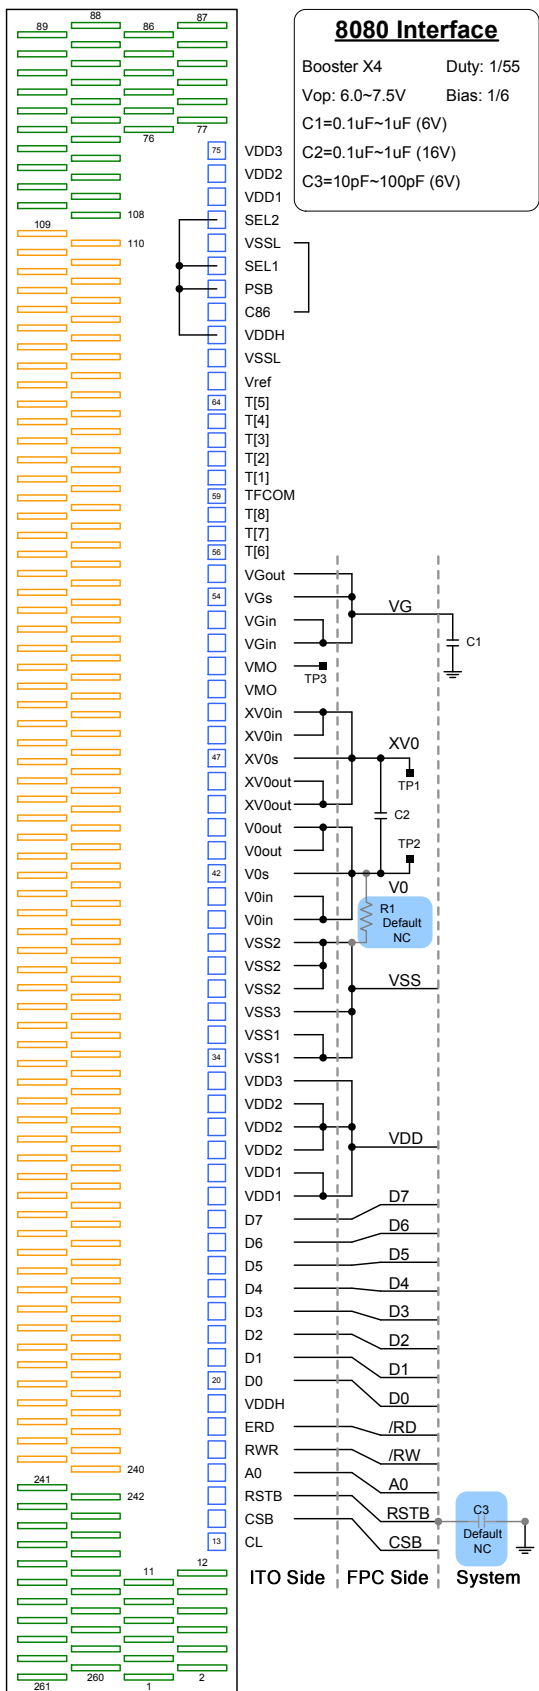 89
88
86
87
76
77
108
109
110
8080 Interface
Booster X4 Duty: 1/55
Vop: 6.0~7.5V Bias: 1/6
C1=0.1uF~1uF (6V)
C2=0.1uF~1uF (16V)
C3=10pF~100pF (6V)
75 VDD3
VDD2
VDD1
SEL2
VSSL
SEL1
PSB
C86
VDDH
VSSL
Vref
64 T[5]
T[4]
T[3]
T[2]
T[1]
59 TFCOM
T[8]
T[7]
56 T[6]
VGout
54 VGs
VG
VGin
VGin
C1
VMO
TP3
VMO
XV0in
XV0in
XV0
47 XV0s
TP1
XV0out
XV0out
C2
V0out
V0out
TP2
42 V0s
V0
V0in
V0in
R1
Default
NC
VSS2
VSS2
VSS2
VSS
VSS3
VSS1
34 VSS1
VDD3
VDD2
VDD2
VDD2
VDD
VDD1
VDD1
D7 D7
D6 D6
D5 D5
D4 D4
D3 D3
D2 D2
D1 D1
20 D0 D0
VDDH
ERD /RD
RWR /RW
A0 A0
RSTB RSTB
CSB CSB
13 CL
C3
Default
NC
240
241
242
12
11
ITO Side FPC Side System
261
260
1
2